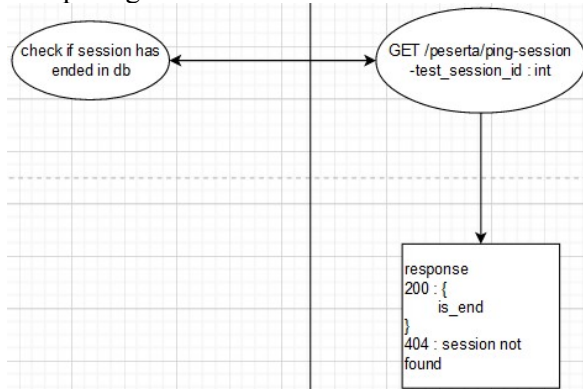 check if session has
ended in db
GET /peserta/ping-session
-test_session_id : int
response
200 : {
is_end
}
404 : session not
found